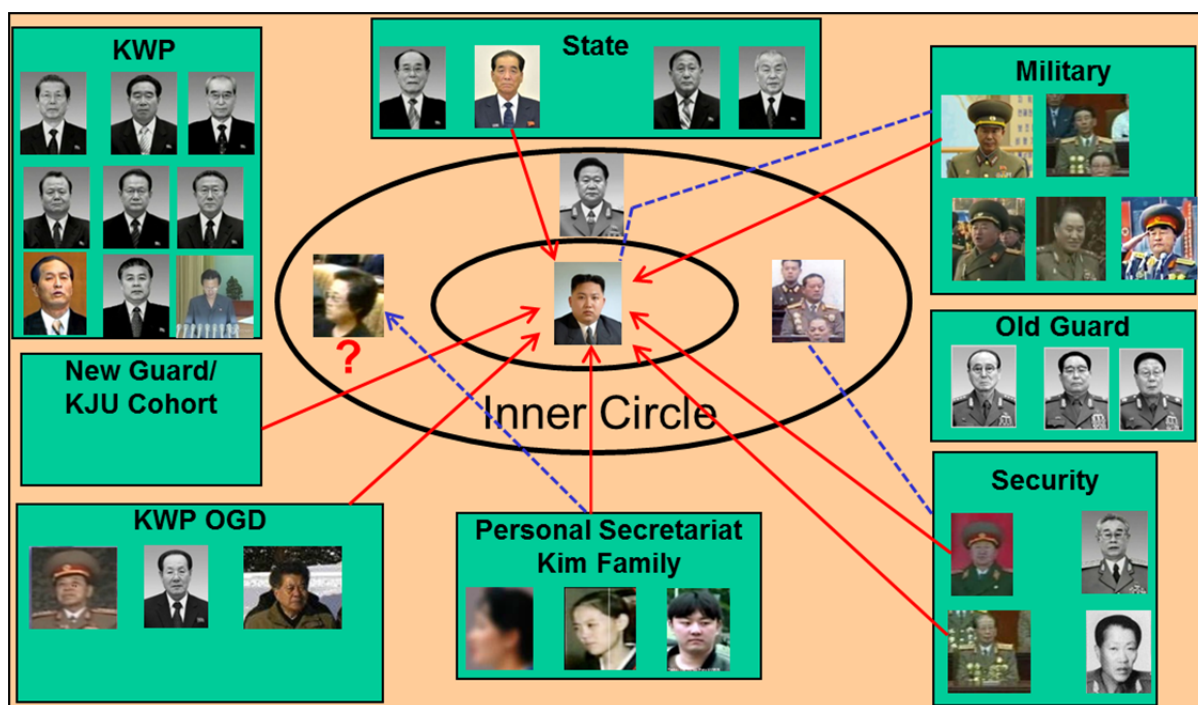 KWP
State
Military
New Guard/
KJU Cohort
?
Inner Circle
Old Guard
Security
KWP OGD
Personal Secretariat
Kim Family